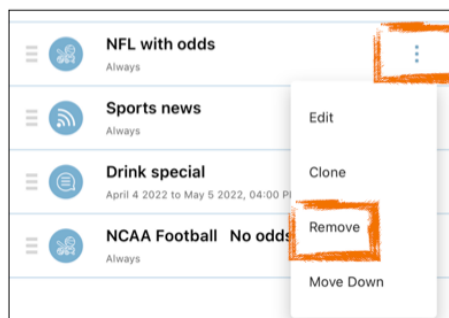 NFL with odds
Always
Sports news
Always
Drink special
April 4 2022 to May 5 2022, 04:00
NCAA Football No odds
Always
Edit
Clone
Remove
Move Down